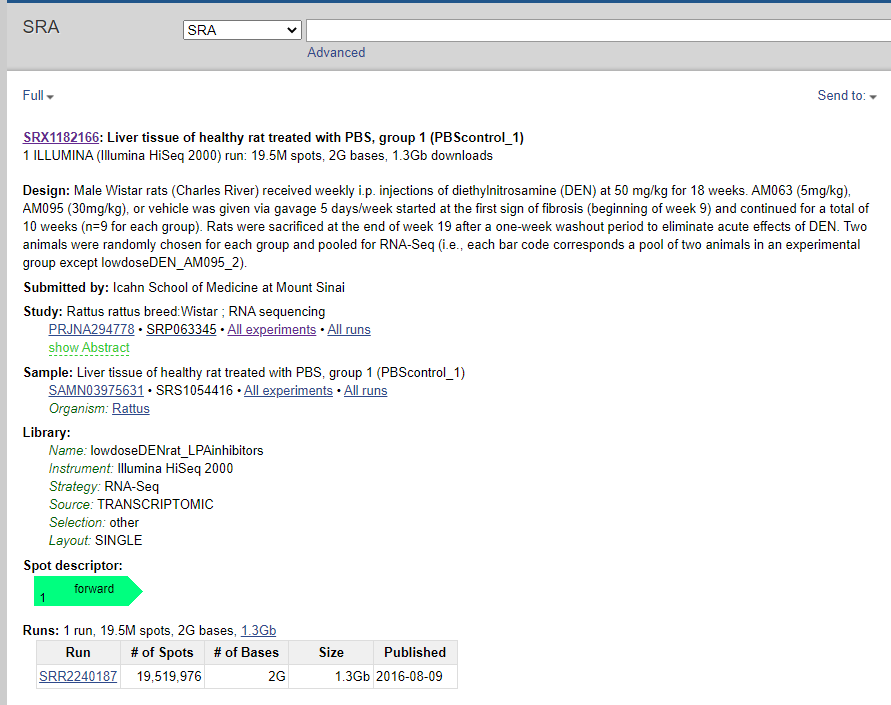 SRA
SRA
Advanced
Full
Send to:
SRX1182166: Liver tissue of healthy rat treated with PBS, group 1 (PBScontrol_1)
1 ILLUMINA (Illumina HiSeq 2000) run: 19.5M spots, 2G bases, 1.3Gb downloads
Design: Male Wistar rats (Charles River) received weekly i.p. injections of diethylnitrosamine (DEN) at 50 mg/kg for 18 weeks. AM063 (5mg/kg),
AM095 (30mg/kg), or vehicle was given via gavage 5 days/week started at the first sign of fibrosis (beginning of week 9) and continued for a total of
10 weeks (n=9 for each group). Rats were sacrificed at the end of week 19 after a one-week washout period to eliminate acute effects of DEN. Two
animals were randomly chosen for each group and pooled for RNA-Seq (i.e., each bar code corresponds a pool of two animals in an experimental
group except lowdoseDEN_AM095_2).
Submitted by: Icahn School of Medicine at Mount Sinai
Study: Rattus rattus breed:Wistar ; RNA sequencing
PRJNA294778 • SRP063345 • All experiments • All runs
show Abstract
Sample: Liver tissue of healthy rat treated with PBS, group 1 (PBScontrol_1)
SAMN03975631 • SRS1054416 • All experiments • All runs
Organism: Rattus
Library:
Name: lowdoseDENrat_LPAinhibitors
Instrument: Illumina HiSeq 2000
Strategy: RNA-Seq
Source: TRANSCRIPTOMIC
Selection: other
Layout: SINGLE
Spot descriptor:
forward
1
Runs: 1 run, 19.5M spots, 2G bases, 1.3Gb
Run # of Spots # of Bases Size Published
SRR2240187 19,519,976 2G 1.3Gb 2016-08-09